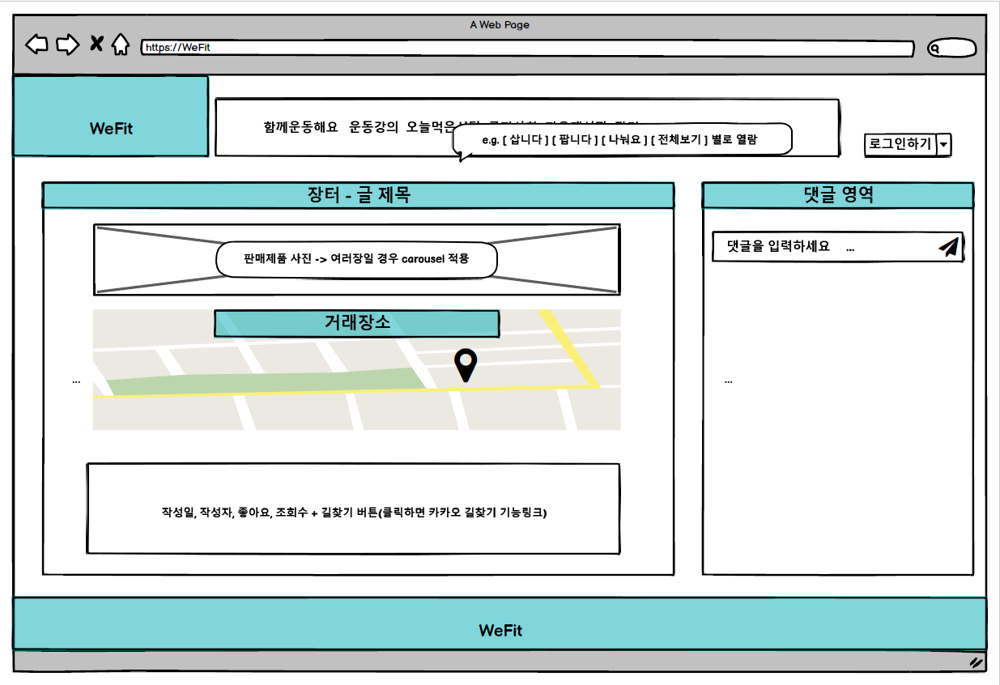 A Web Page
https://WeFit
WeFit
함께운동해요 운동강의 오늘먹은
e.g. [ 삽니다 ] [ 팝니다 ] [ 나눠요 ] [ 전체보기 ] 별로 열람
로그인하기
장터 - 글 제목
판매제품 사진 -> 여러장일 경우 carousel 적용
거래장소
...
작성일, 작성자, 좋아요, 조회수 + 길찾기 버튼(클릭하면 카카오 길찾기 기능링크)
댓글 영역
댓글을 입력하세요 ...
...
WeFit